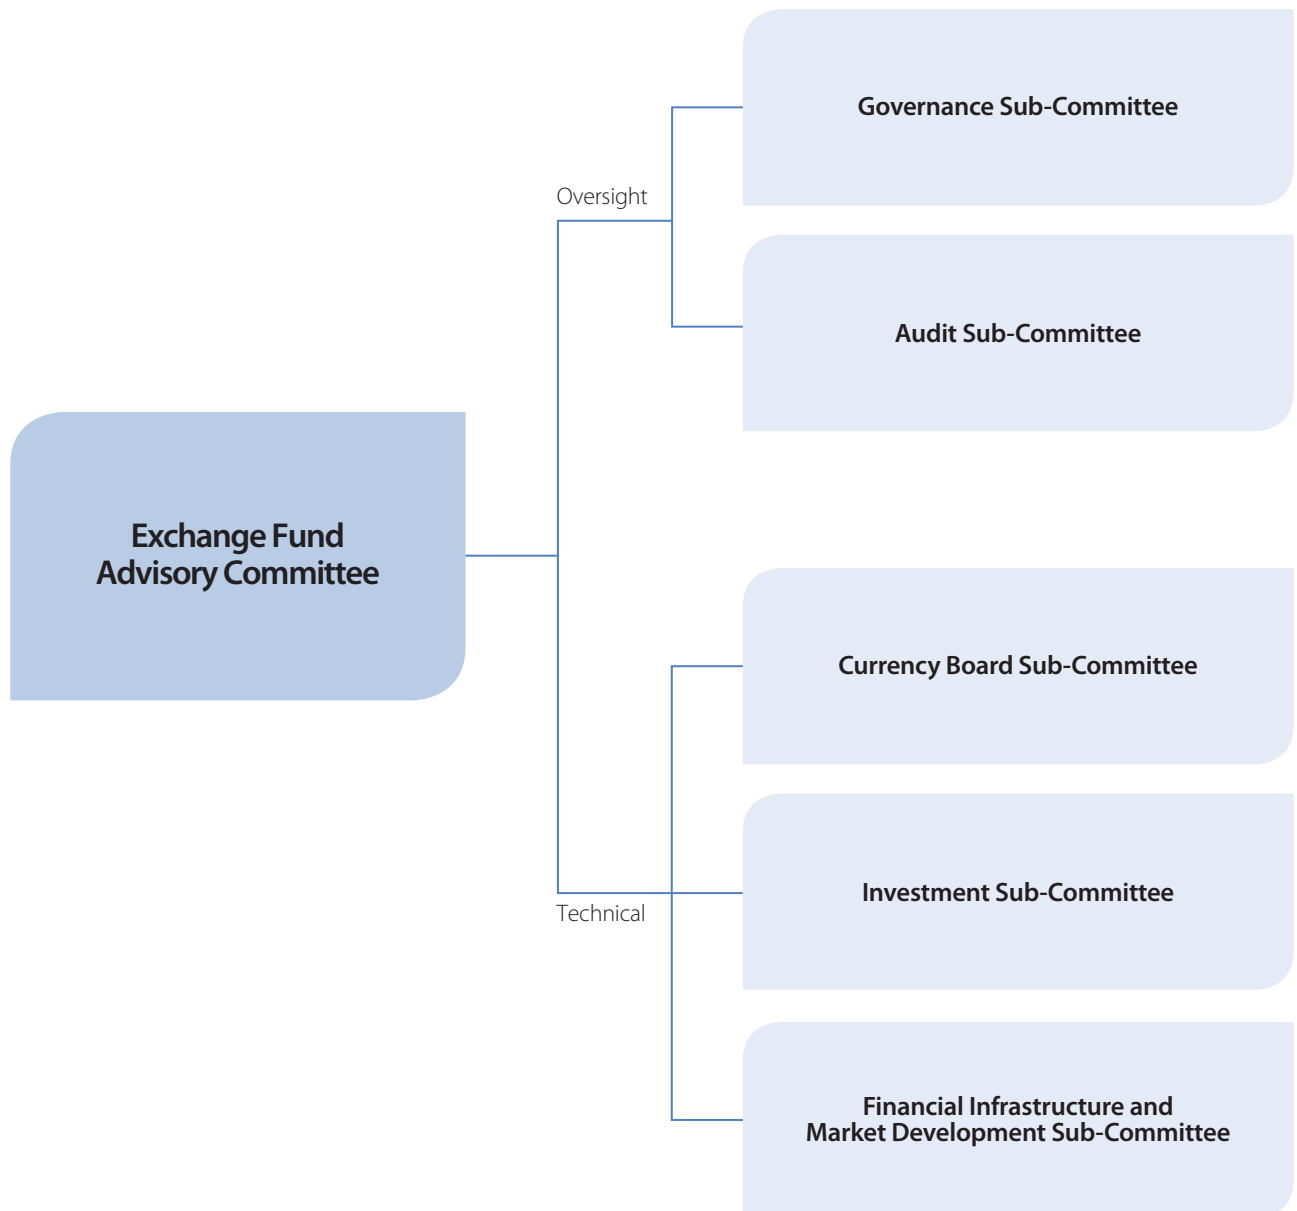 Governance Sub-Committee
Oversight
Audit Sub-Committee
Exchange Fund
Advisory Committee
Currency Board Sub-Committee
Investment Sub-Committee
Technical
Financial Infrastructure and
Market Development Sub-Committee